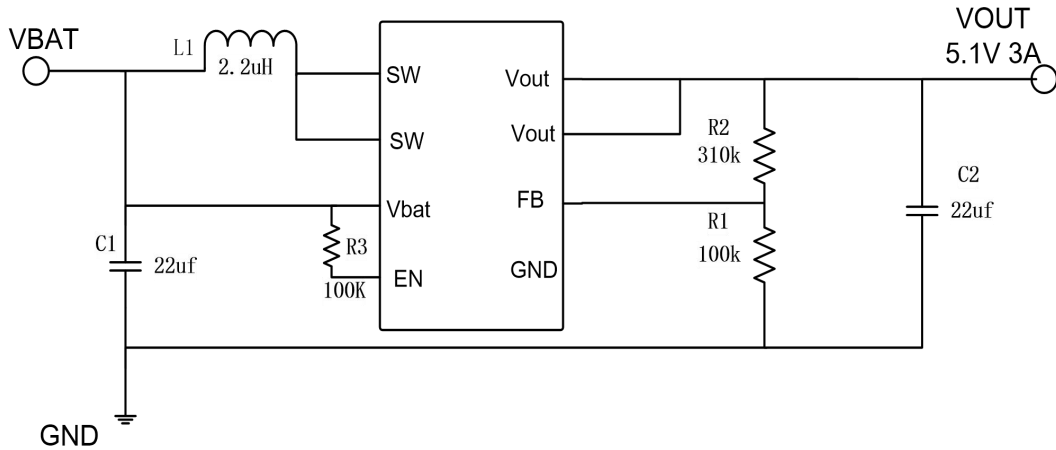 VBAT
L1
2.2uH
SW
SW
Vbat
EN
Vout
Vout
FB
GND
R3
100K
C1
22uf
R2
310k
R1
100k
C2
22uf
VOUT
5.1V 3A
GND